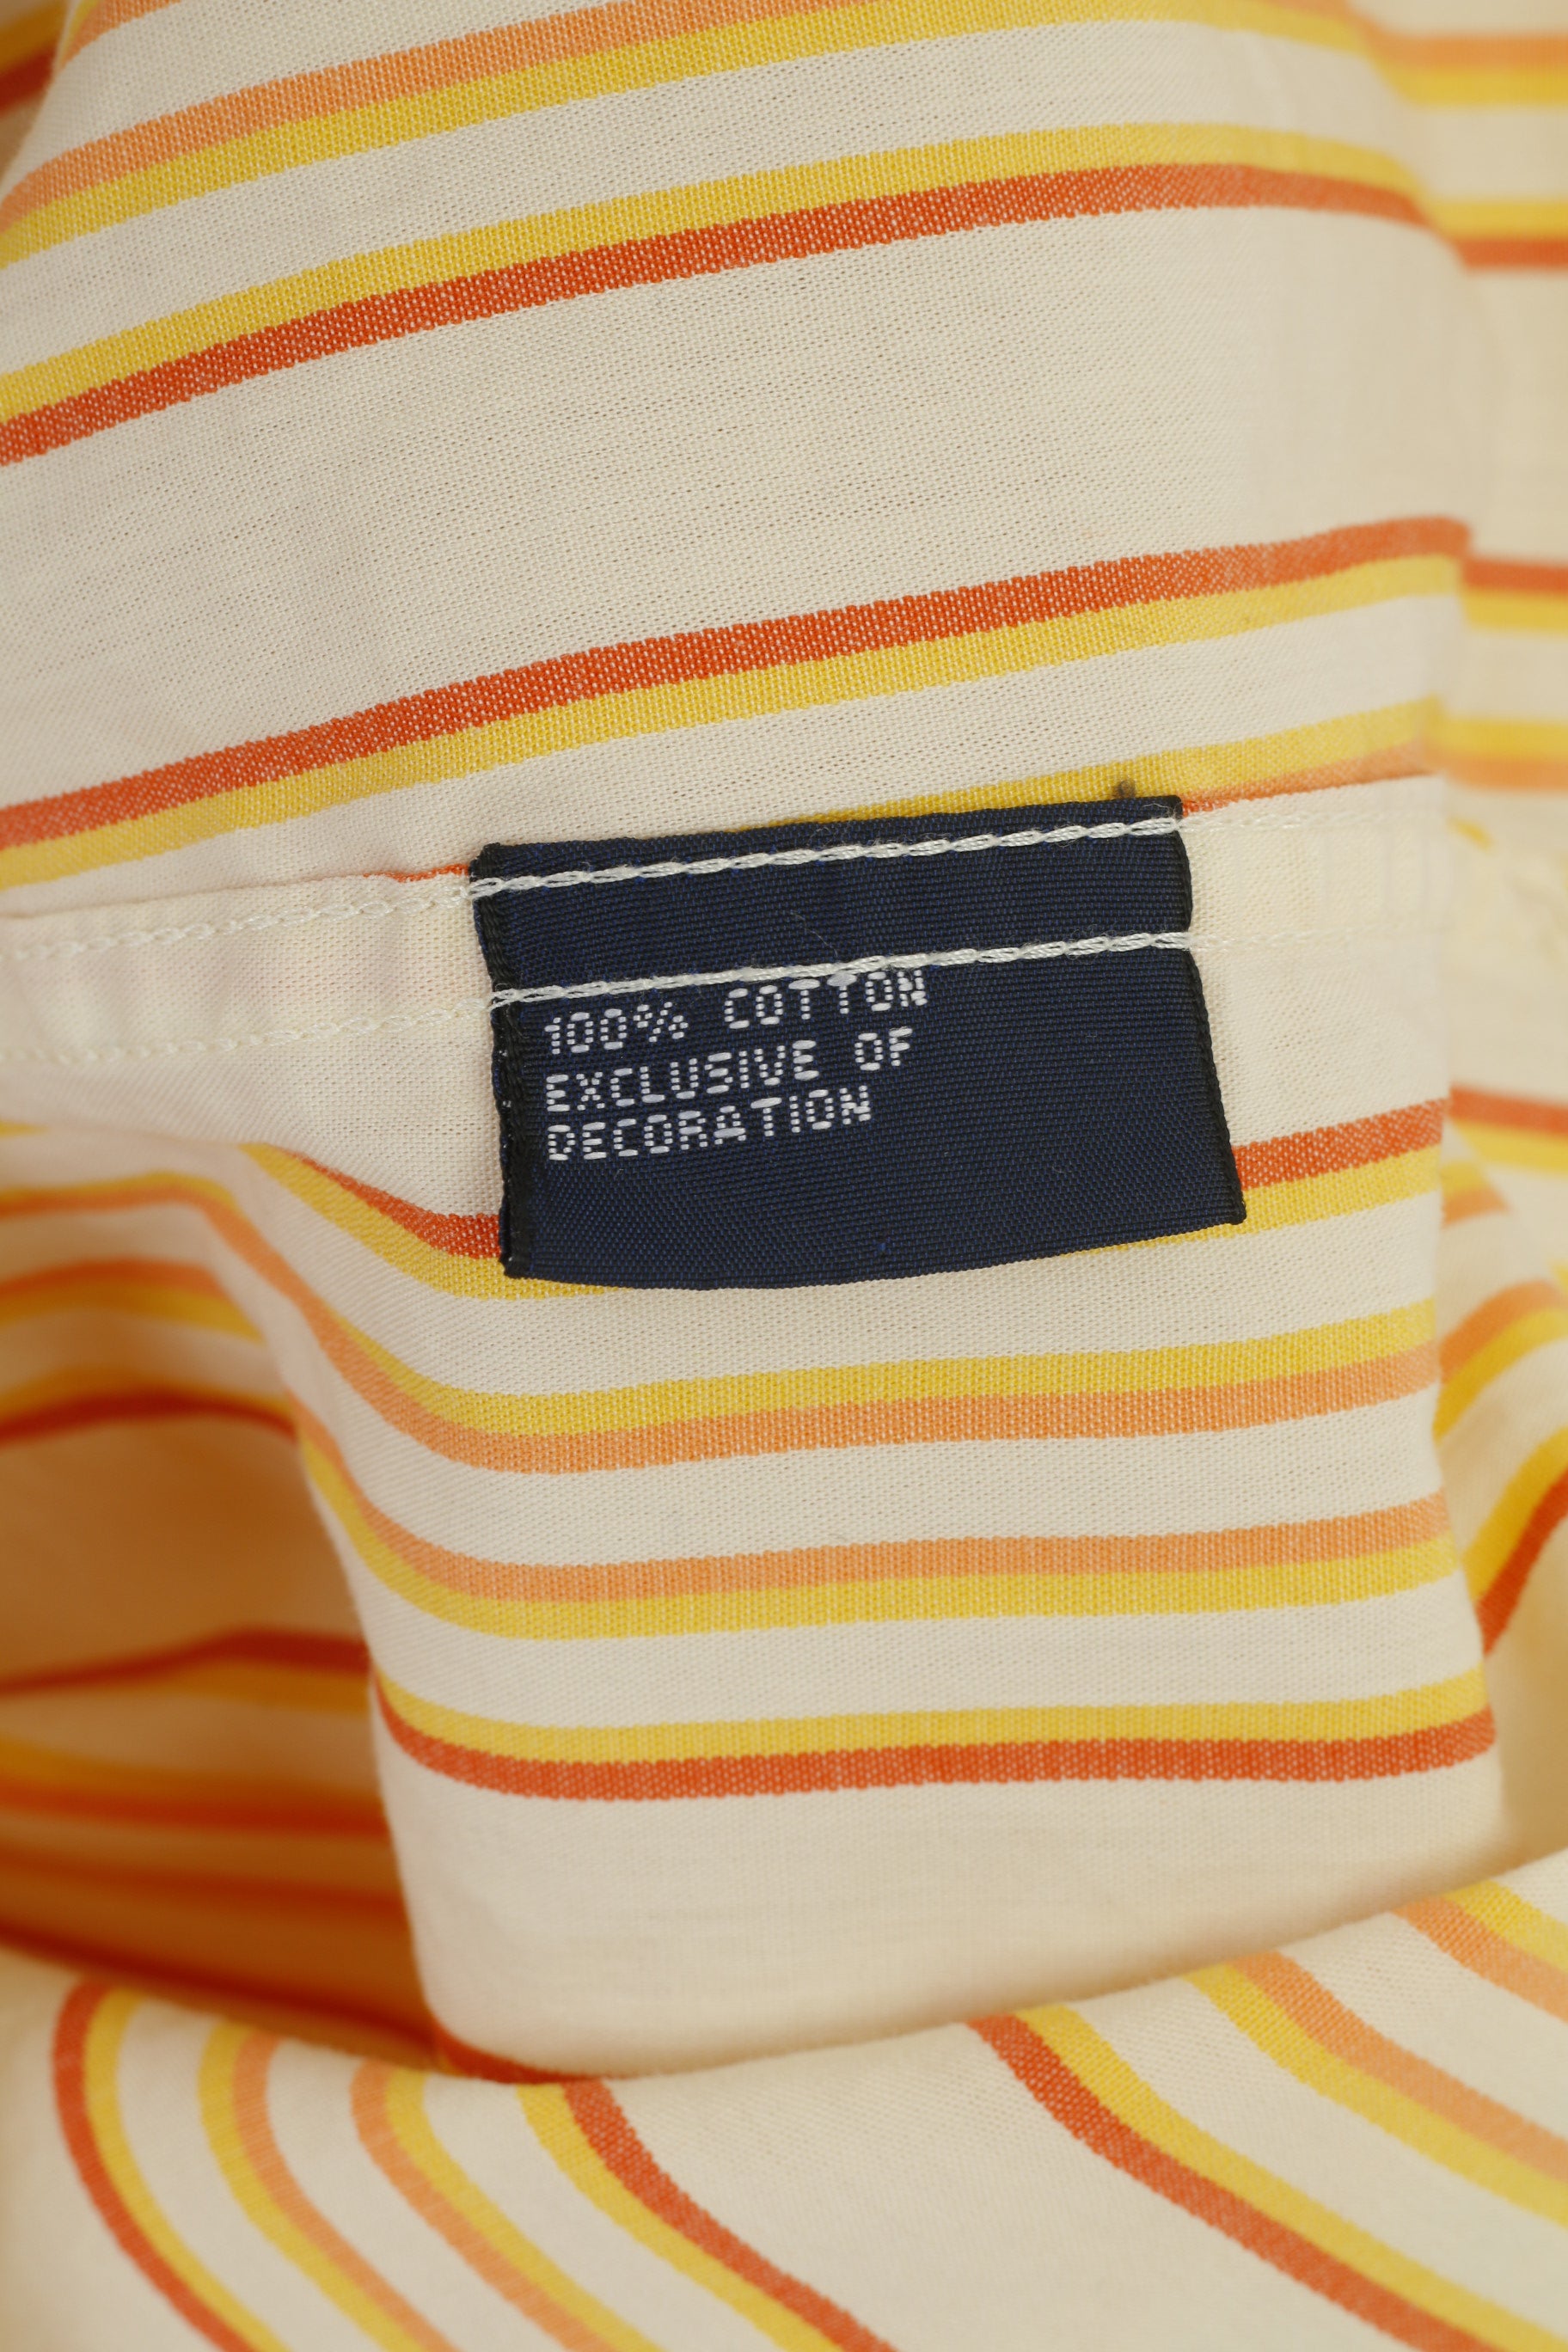 100% COTTON
EXCLUSIVE OF
DECORATION